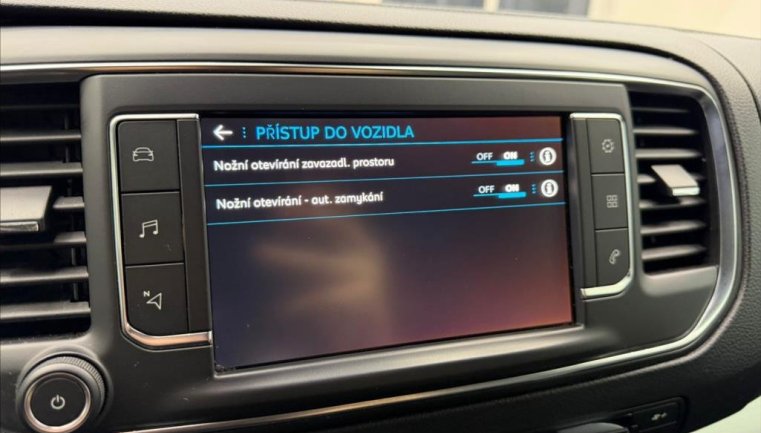 PŘÍSTUP DO VOZIDLA
Nožní otevírání zavazadl. prostoru OFF ON
Nožní otevírání - aut. zamykání OFF ON
N